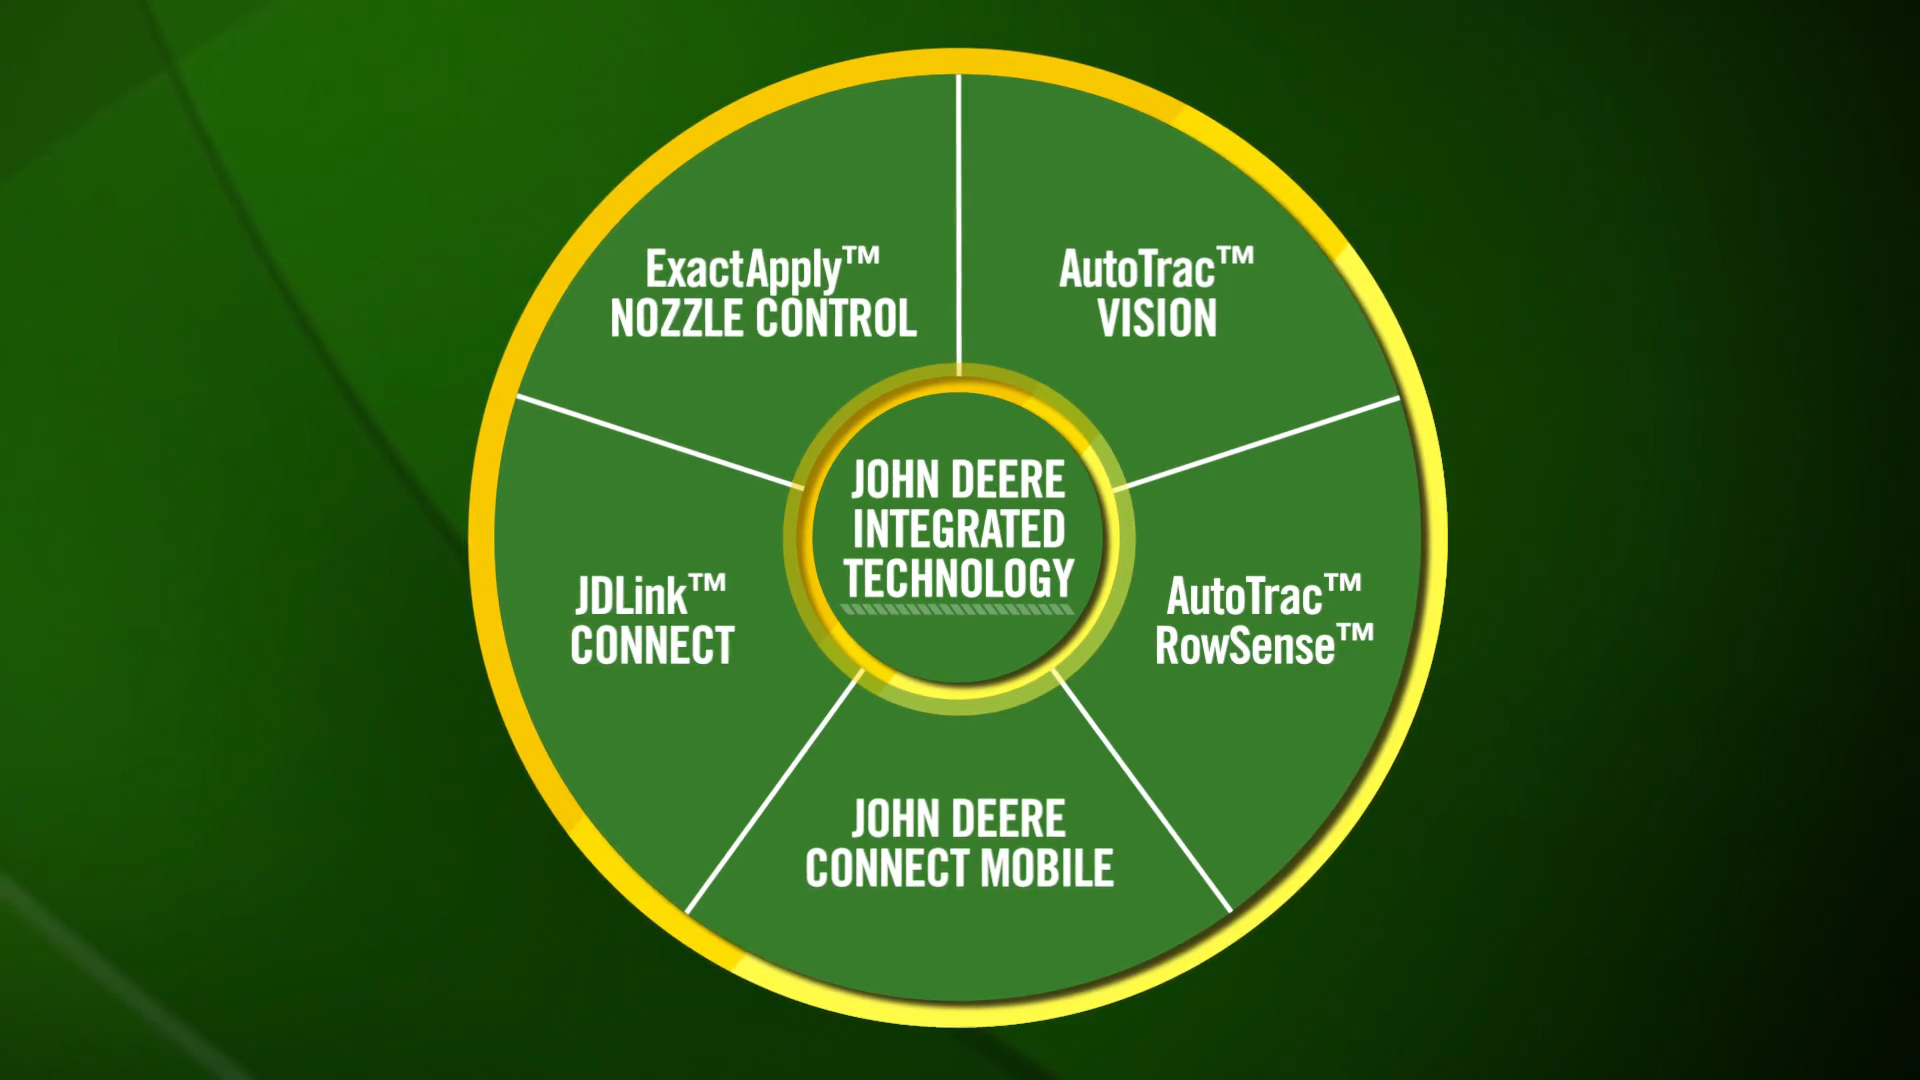 ExactApply™
NOZZLE CONTROL
AutoTrac™
VISION
JOHN DEERE
INTEGRATED
TECHNOLOGY
JDLink™
CONNECT
AutoTrac™
RowSense™
JOHN DEERE
CONNECT MOBILE